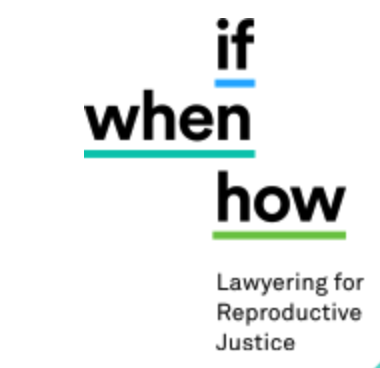 if
when
how
Lawyering for
Reproductive
Justice